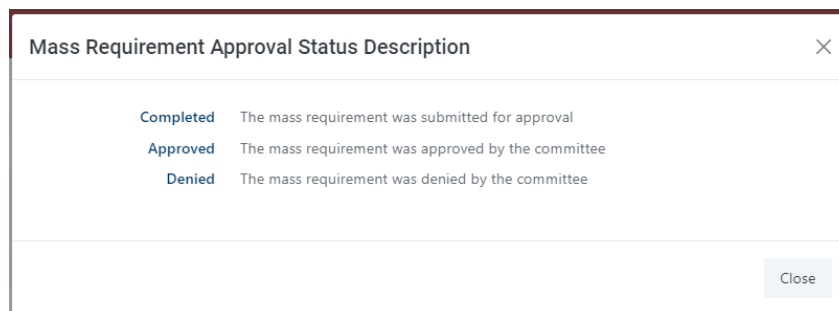 Mass Requirement Approval Status Description
Completed The mass requirement was submitted for approval
Approved The mass requirement was approved by the committee
Denied The mass requirement was denied by the committee
Close